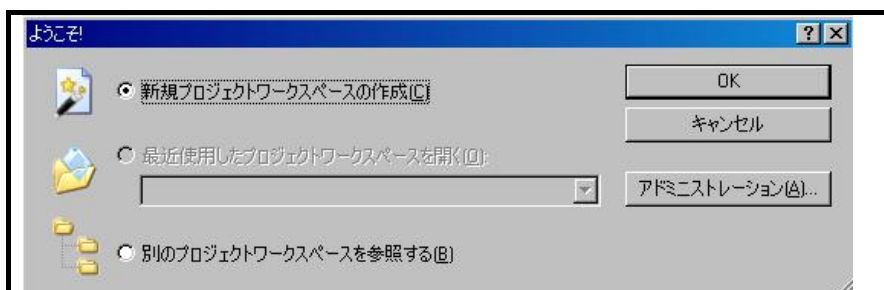 ようこそ!
新規プロジェクトワークスペースの作成(C)
最近使用したプロジェクトワークスペースを開く(O):
別のプロジェクトワークスペースを参照する(B)
OK
キャンセル
アドミニストレーション(A)...